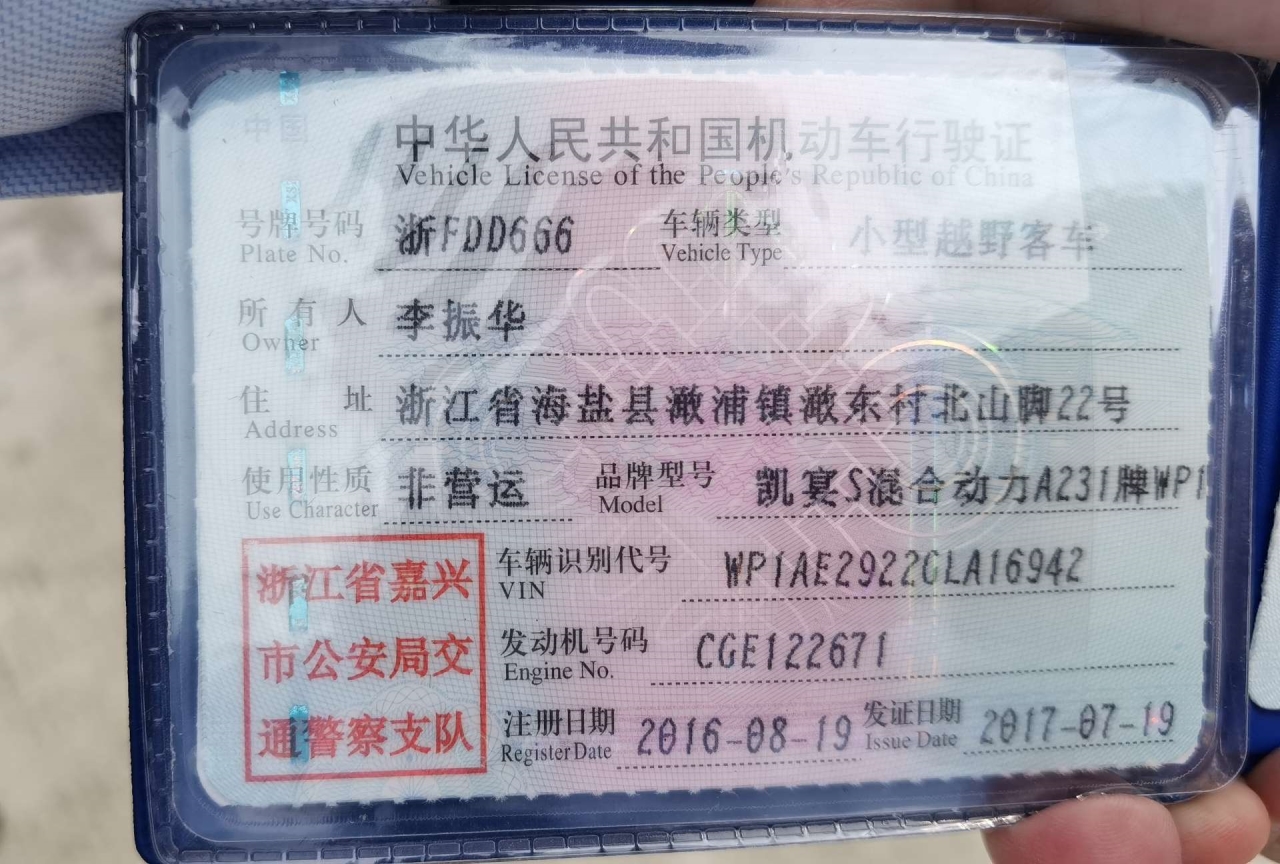 中华人民共和国机动车行驶证
Vehicle License of the People's Republic of China
号牌号码 浙FDD666 车辆类型 小型越野客车
Plate No. Vehicle Type
所有人 李振华
Owner
住址 浙江省海盐县澉浦镇澉东村北山脚22号
Address
使用性质 非营运 品牌型号 凯宴S混合动力A231牌WP1
Use Character Model
浙江省嘉兴
市公安局交
通警察支队
车辆识别代号 WP1AE2922GLA16942
VIN
发动机号码 CGE122671
Engine No.
注册日期 2016-08-19 发证日期 2017-07-19
Register Date Issue Date